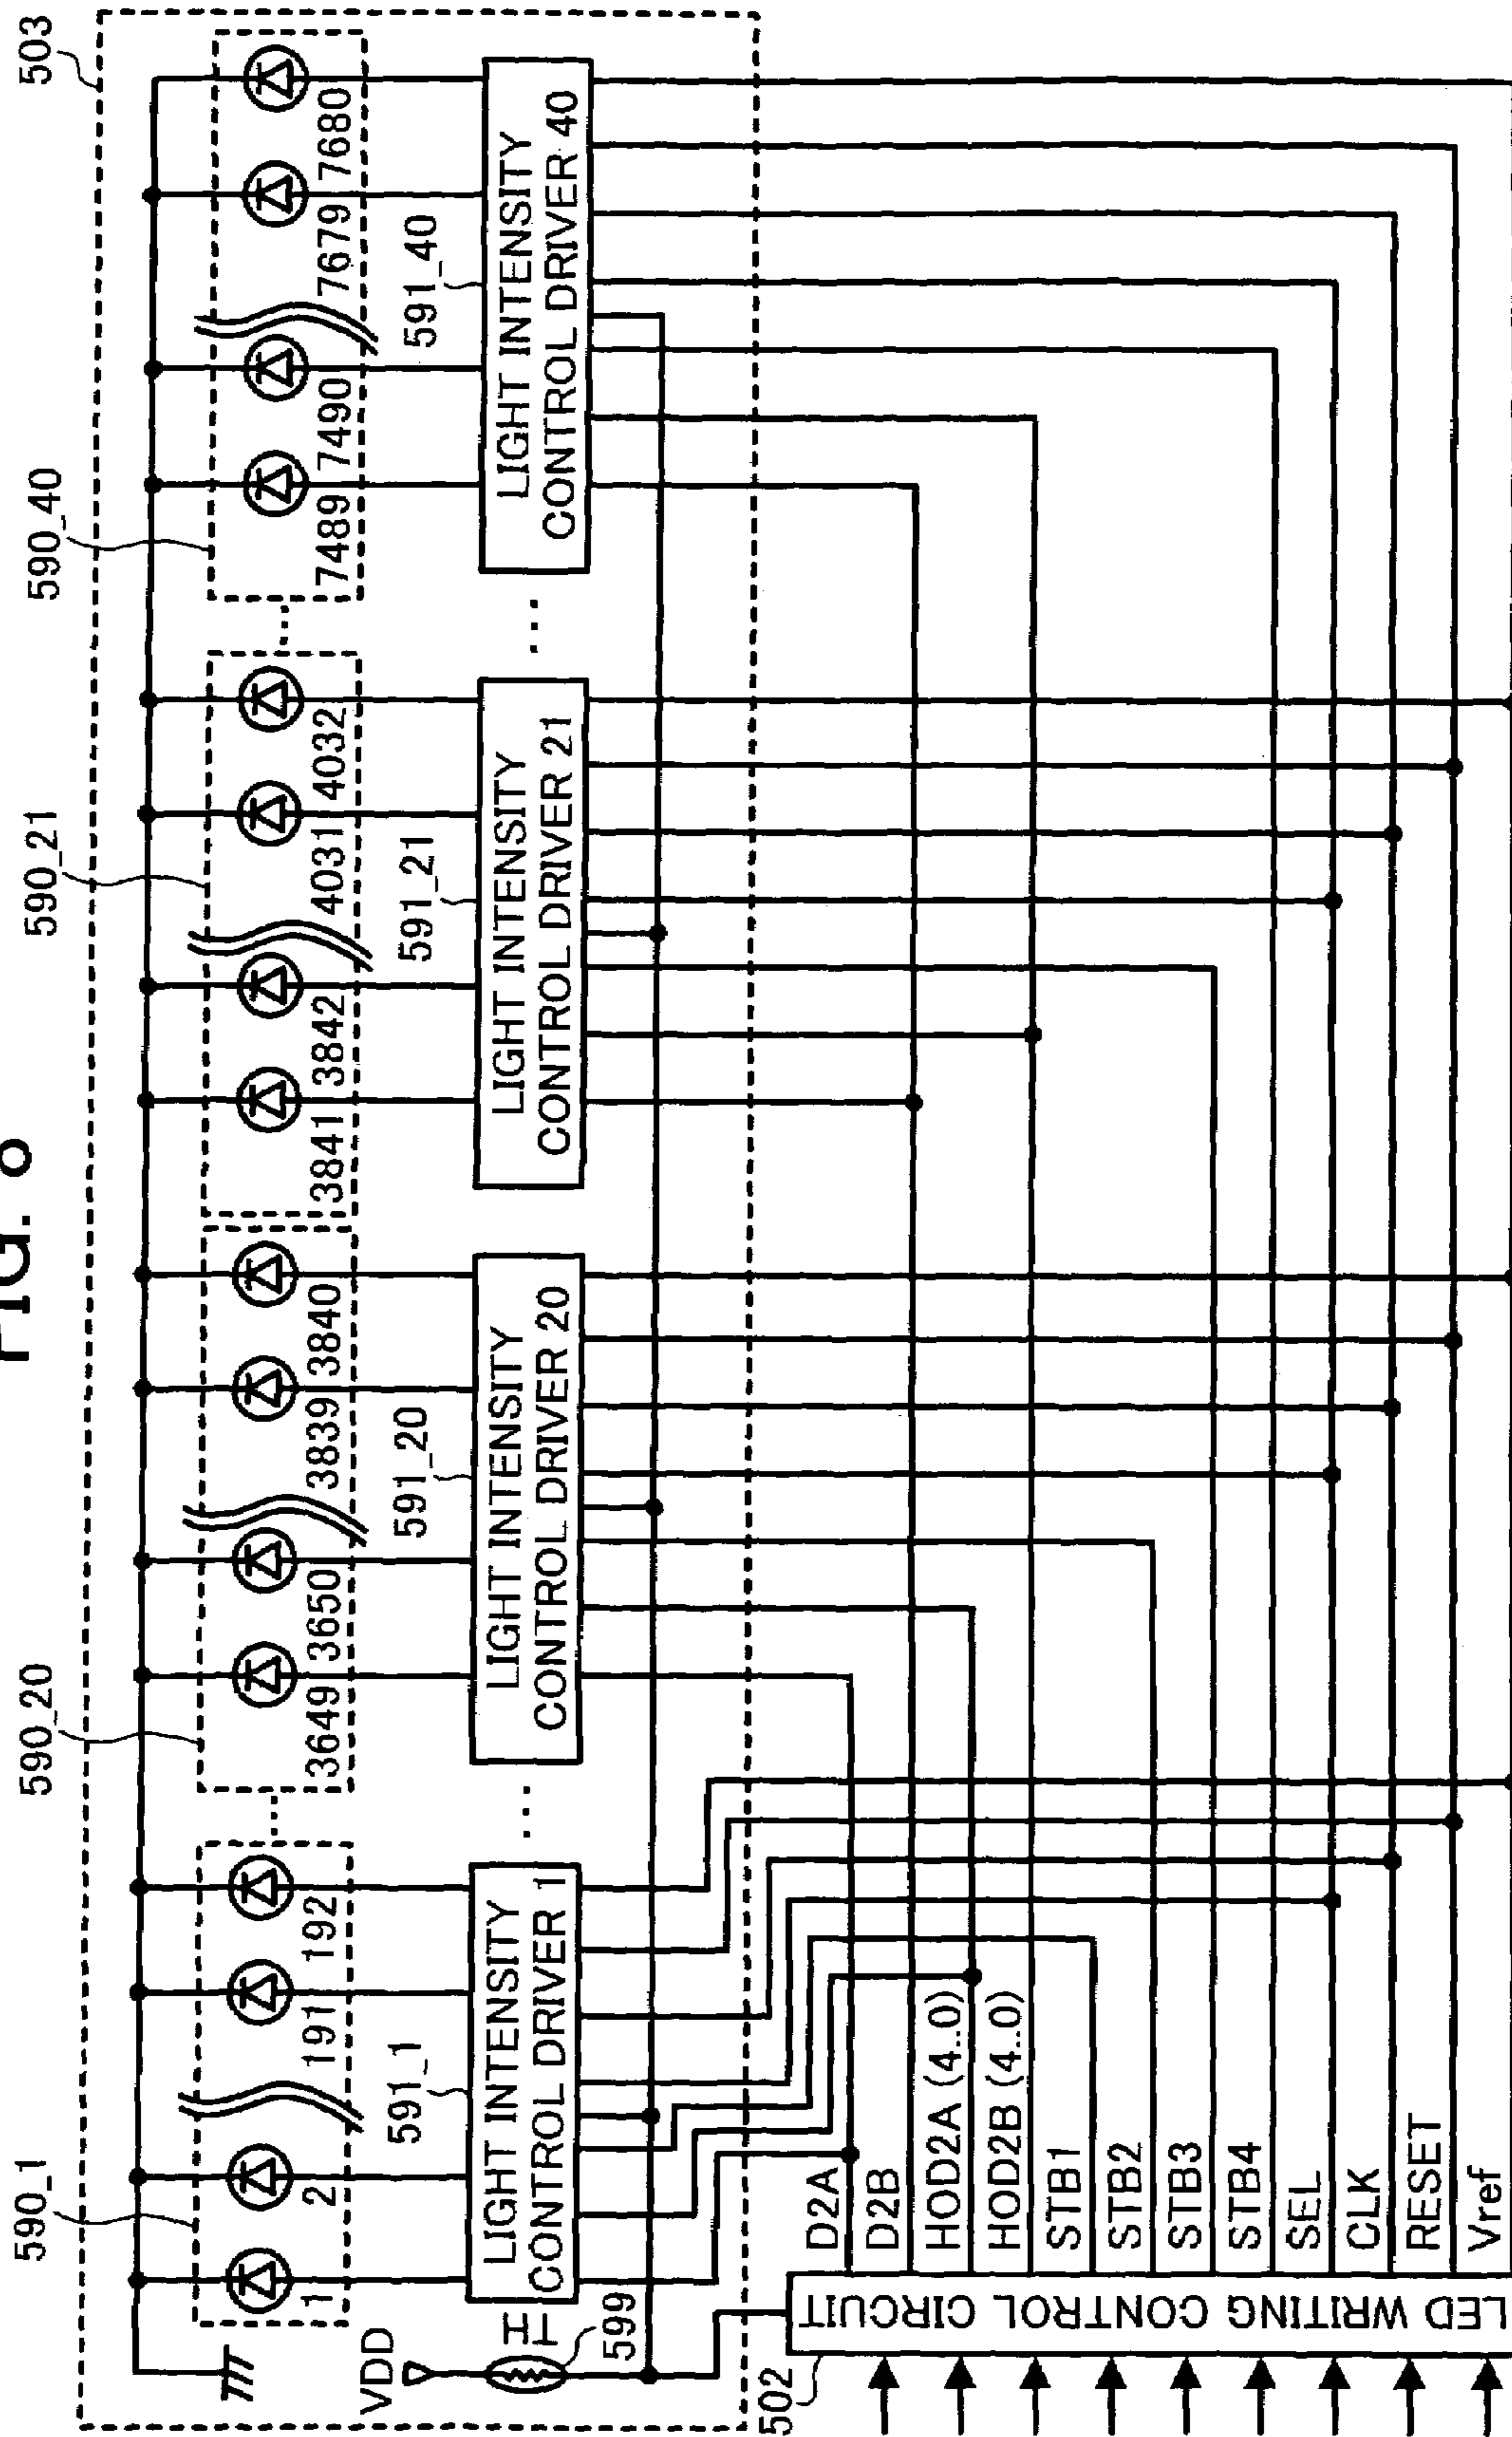 FIG. 8
503
590_1
590_20
590_21
590_40
1
2
191
192
3649
3650
3839
3840
3841
3842
4031
4032
7489
7490
7679
7680
591_1
591_20
591_21
591_40
LIGHT INTENSITY
CONTROL DRIVER 1
LIGHT INTENSITY
CONTROL DRIVER 20
LIGHT INTENSITY
CONTROL DRIVER 21
LIGHT INTENSITY
CONTROL DRIVER 40
...
...
...
...
VDD
TH
599
502
LED WRITING CONTROL CIRCUIT
D2A
D2B
HOD2A (4..0)
HOD2B (4..0)
STB1
STB2
STB3
STB4
SEL
CLK
RESET
Vref